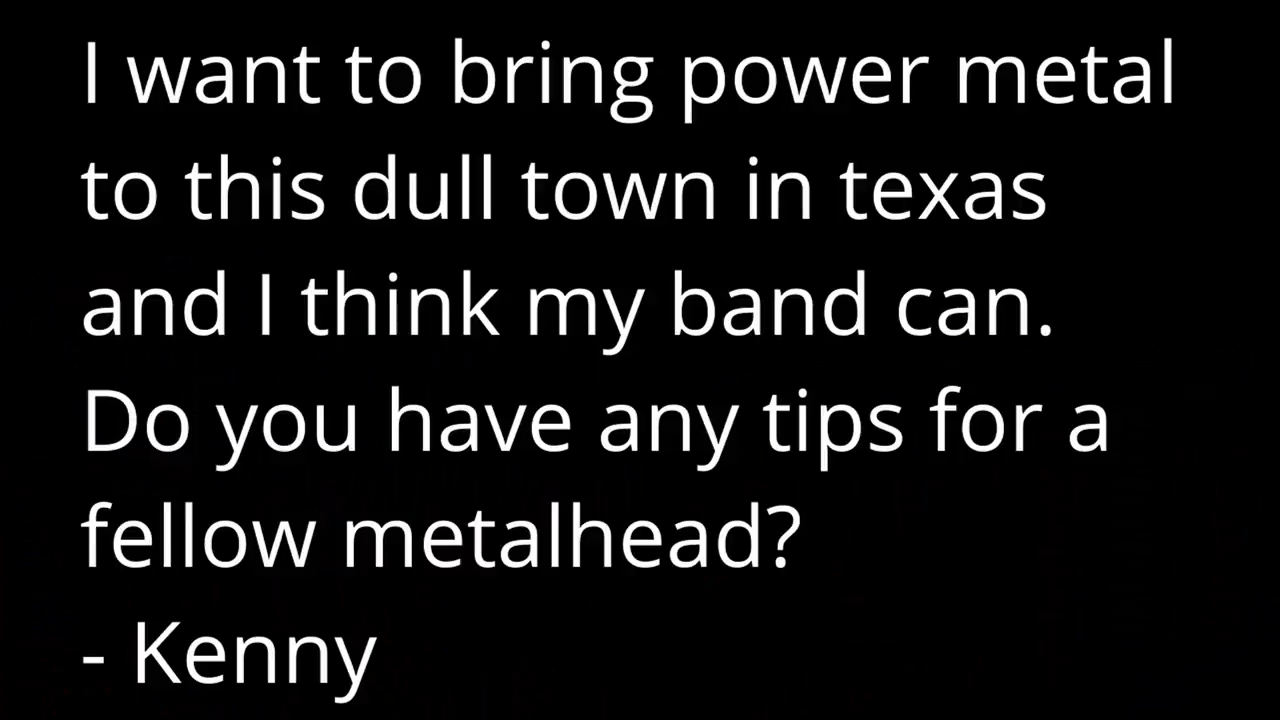 I want to bring power metal
to this dull town in texas
and I think my band can.
Do you have any tips for a
fellow metalhead?
- Kenny